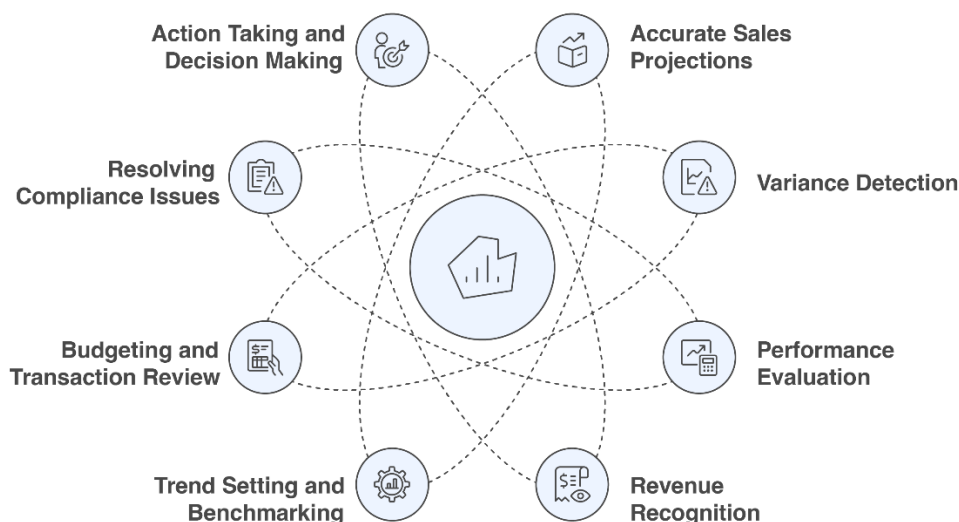 Action Taking and
Decision Making
Accurate Sales
Projections
Resolving
Compliance Issues
Variance Detection
Budgeting and
Transaction Review
Performance
Evaluation
Trend Setting and
Benchmarking
Revenue
Recognition